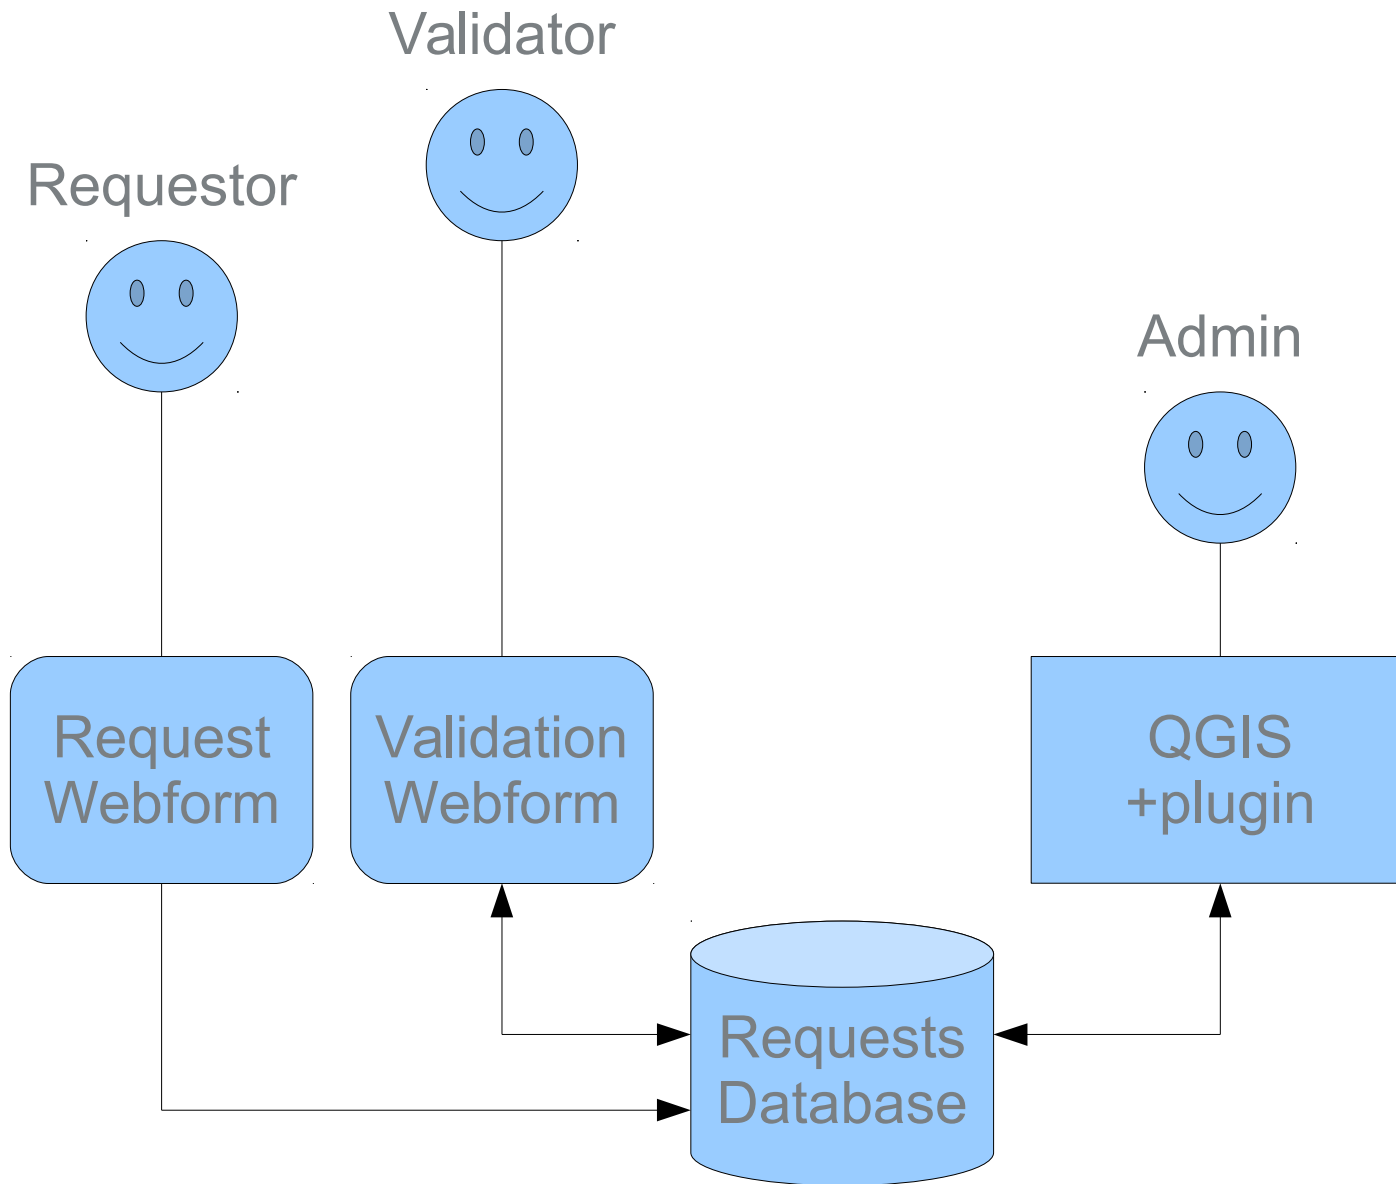 Validator
Requestor
Admin
Request
Webform
Validation
Webform
QGIS
+plugin
Requests
Database